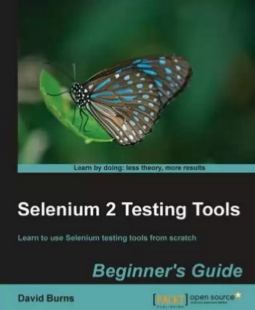 Learn by doing: less theory, more results
Selenium 2 Testing Tools
Learn to use Selenium testing tools from scratch
Beginner's Guide
David Burns
[PACKT] open source*